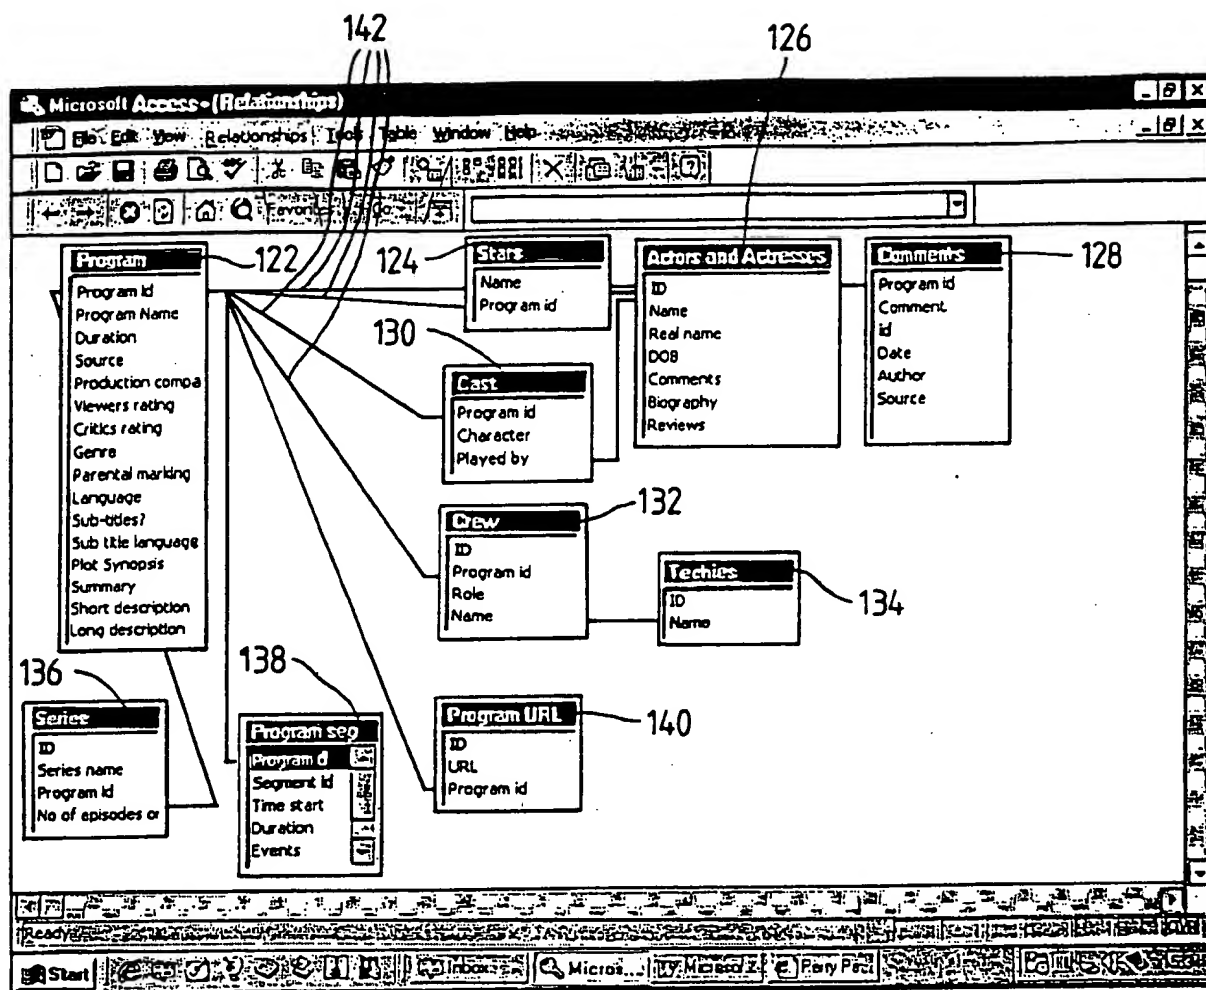 142
126
Microsoft Access - (Relationships)
File Edit View Relationships Tools Table Window Help
Program
122
Program Id
Program Name
Duration
Source
Production compa
Viewers rating
Critics rating
Genre
Parental marking
Language
Sub-titles?
Sub title language
Plot Synopsis
Summary
Short description
Long description
124
Stars
Name
Program id
Actors and Actresses
ID
Name
Real name
DOB
Comments
Biography
Reviews
Comments
128
Program id
Comment
id
Date
Author
Source
130
Cast
Program id
Character
Played by
Crew
132
ID
Program id
Role
Name
Techies
134
ID
Name
136
Series
ID
Series name
Program Id
No of episodes or
138
Program seg
Program d
Segment Id
Time start
Duration
Events
Program URL
140
ID
URL
Program id
Ready
Start
Inbox
Micros...